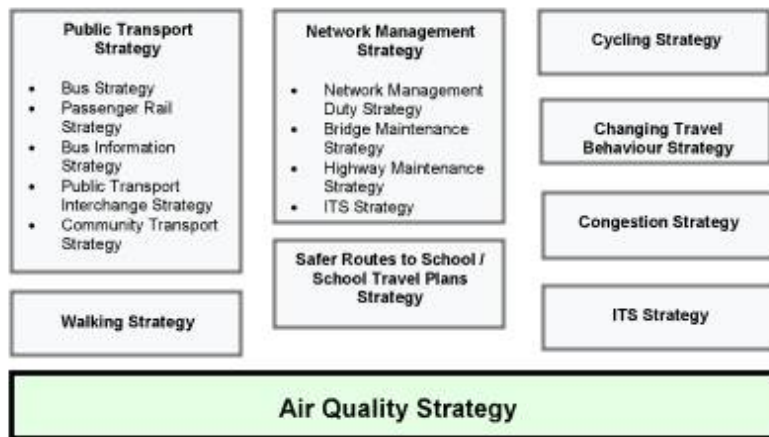 Public Transport
Strategy
• Bus Strategy
• Passenger Rail
Strategy
• Bus Information
Strategy
• Public Transport
Interchange Strategy
• Community Transport
Strategy
Walking Strategy
Network Management
Strategy
• Network Management
Duty Strategy
• Bridge Maintenance
Strategy
• Highway Maintenance
Strategy
• ITS Strategy
Safer Routes to School /
School Travel Plans
Strategy
Cycling Strategy
Changing Travel
Behaviour Strategy
Congestion Strategy
ITS Strategy
Air Quality Strategy